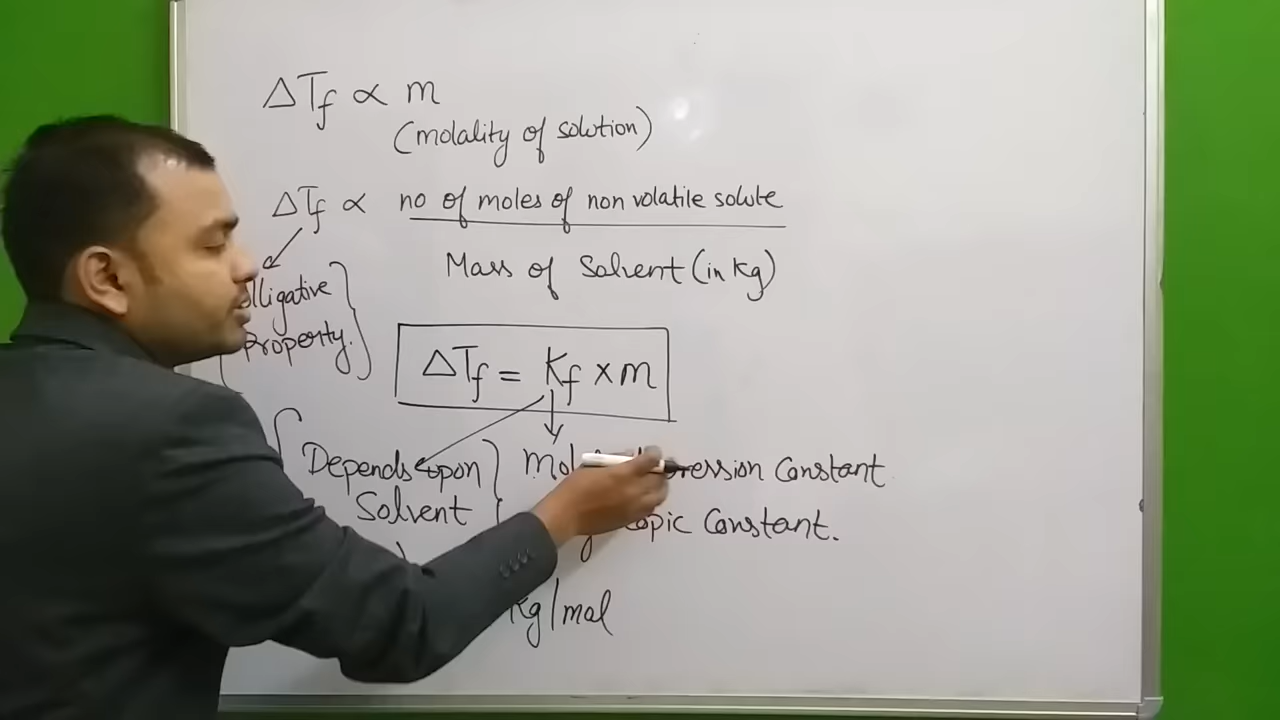 ΔTf ∝ m
(molality of solution)
ΔTf ∝ no of moles of non volatile solute
Mass of Solvent (in Kg)
lligative
Property.
ΔTf = Kf × m
Depends upon
Solvent
ression Constant
opic Constant.
Kg/mol